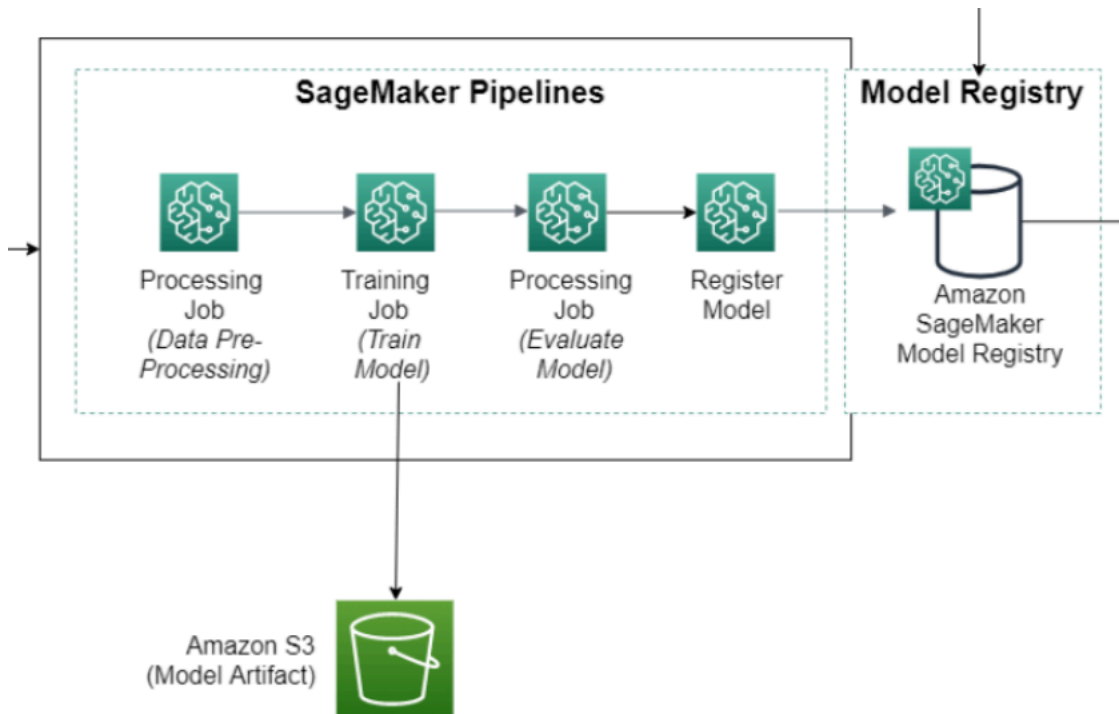 SageMaker Pipelines
Model Registry
Processing
Job
(Data Pre-
Processing)
Training
Job
(Train
Model)
Processing
Job
(Evaluate
Model)
Register
Model
Amazon
SageMaker
Model Registry
Amazon S3
(Model Artifact)